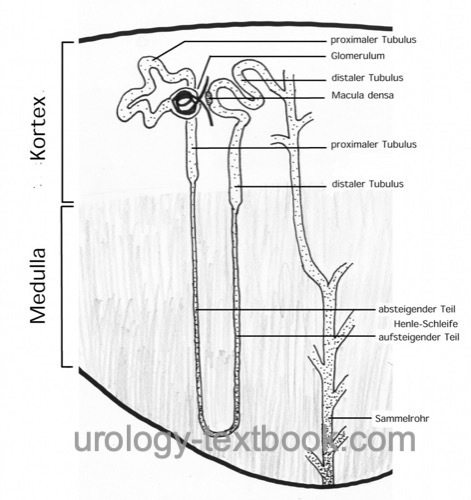 proximaler Tubulus
Glomerulum
distaler Tubulus
Macula densa
Kortex
proximaler Tubulus
distaler Tubulus
Medulla
absteigender Teil
Henle-Schleife
aufsteigender Teil
Sammelrohr
urology-textbook.com